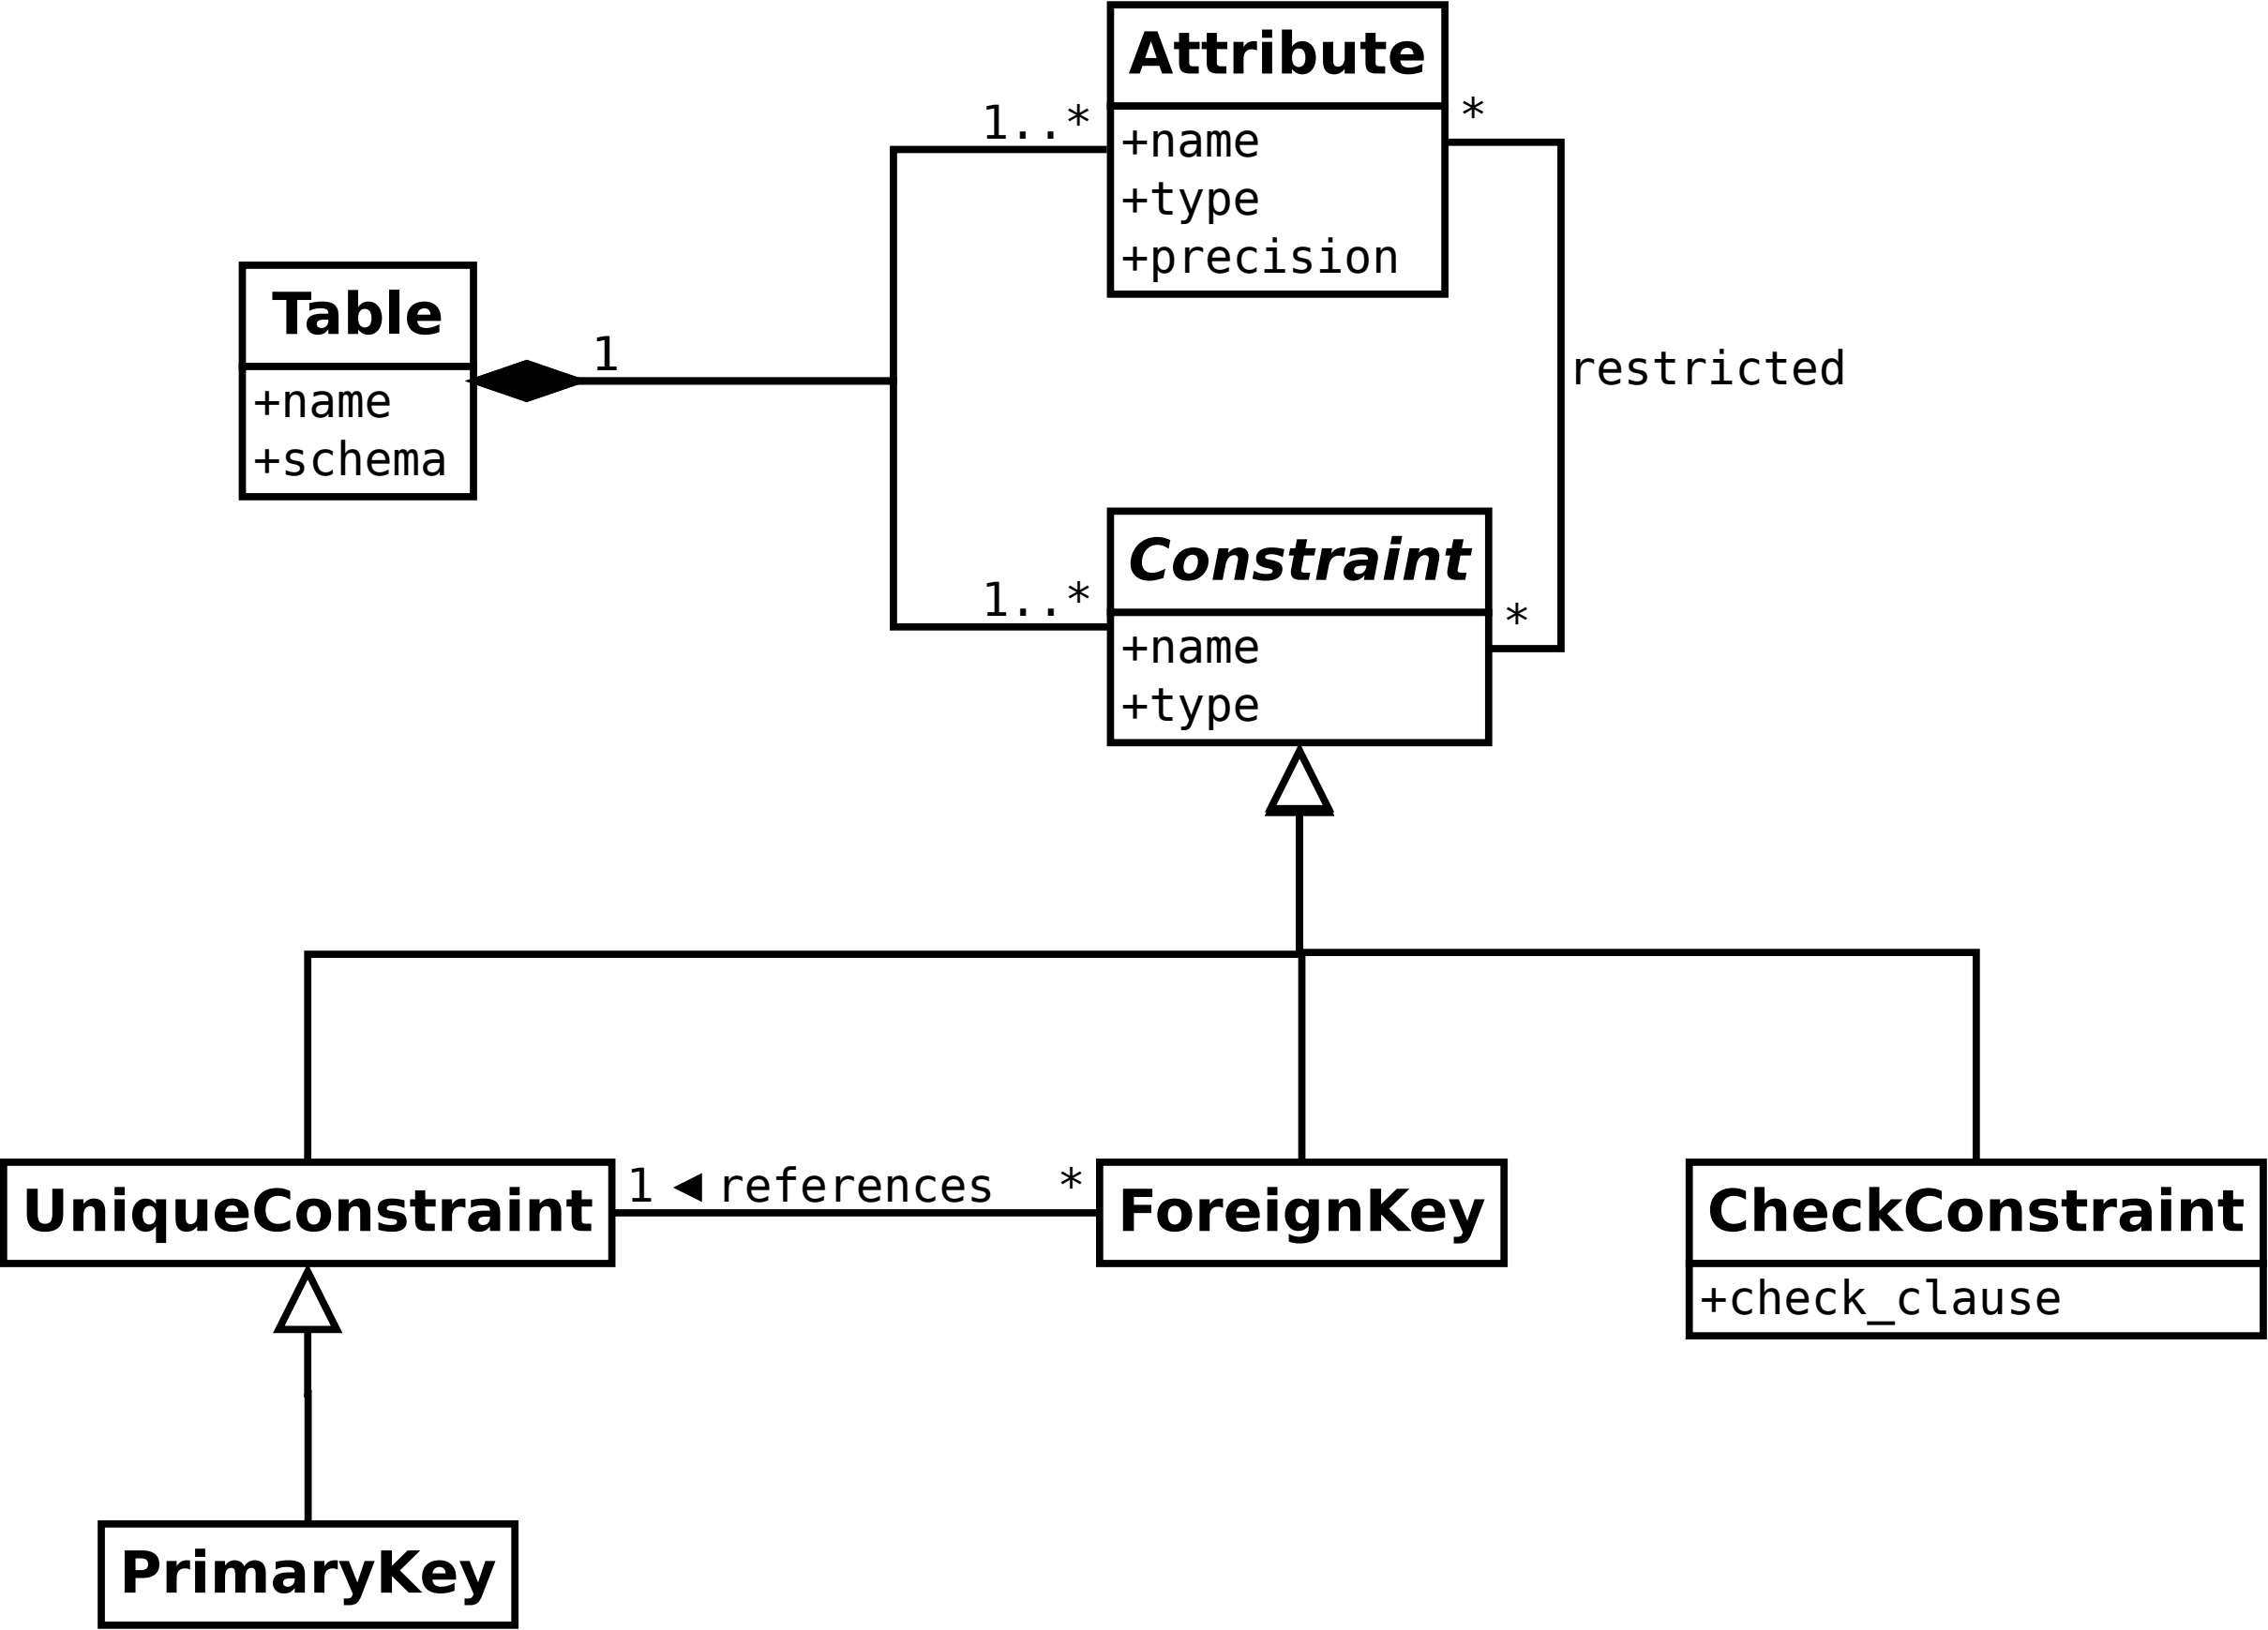 Attribute
+name
+type
+precision
1..*
*
Table
+name
+schema
1
restricted
Constraint
+name
+type
1..*
*
UniqueConstraint
1 ◀ references *
ForeignKey
CheckConstraint
+check_clause
PrimaryKey